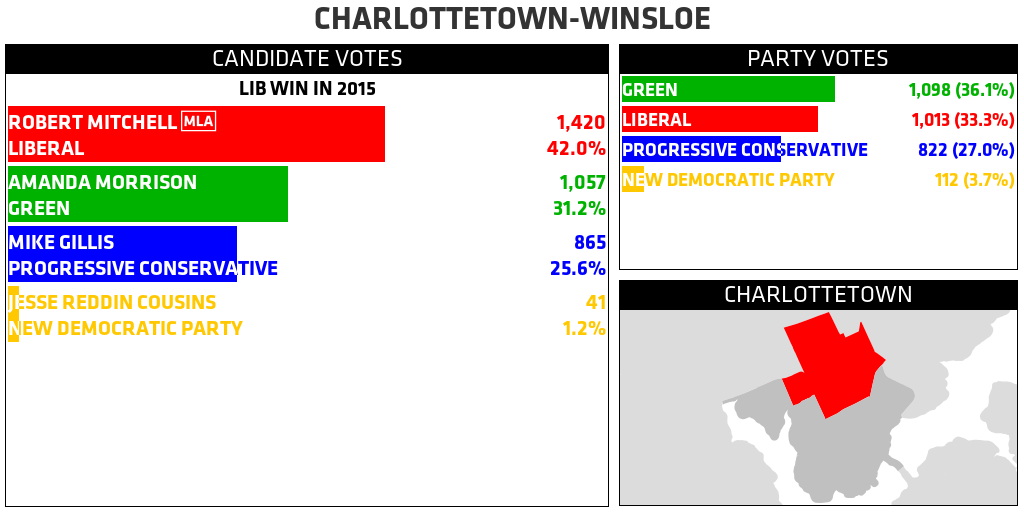 CHARLOTTETOWN-WINSLOE
CANDIDATE VOTES
LIB WIN IN 2015
ROBERT MITCHELL MLA 1,420
LIBERAL 42.0%
AMANDA MORRISON 1,057
GREEN 31.2%
MIKE GILLIS 865
PROGRESSIVE CONSERVATIVE 25.6%
JESSE REDDIN COUSINS 41
NEW DEMOCRATIC PARTY 1.2%
PARTY VOTES
GREEN 1,098 (36.1%)
LIBERAL 1,013 (33.3%)
PROGRESSIVE CONSERVATIVE 822 (27.0%)
NEW DEMOCRATIC PARTY 112 (3.7%)
CHARLOTTETOWN